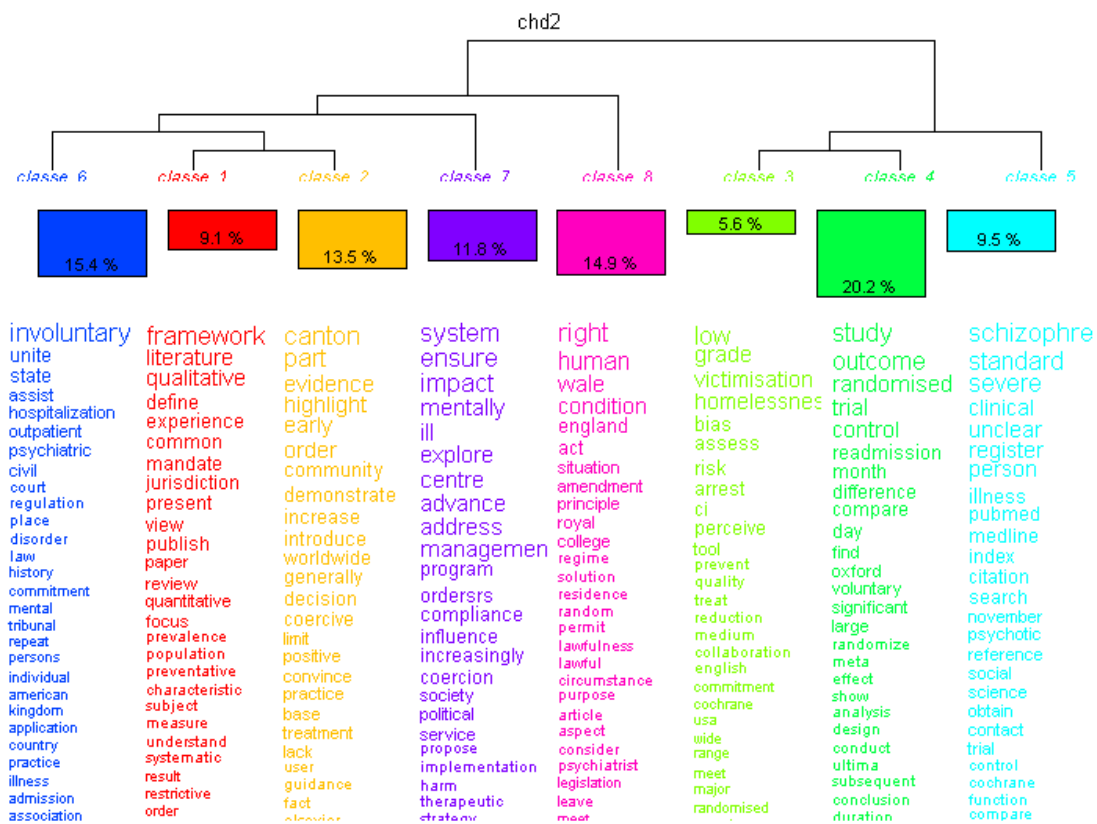 chd2
classe 6
classe 1
classe 2
classe 7
classe 8
classe 3
classe 4
classe 5
15.4 %
9.1 %
13.5 %
11.8 %
14.9 %
5.6 %
20.2 %
9.5 %
involuntary
unite
state
assist
hospitalization
outpatient
psychiatric
civil
court
regulation
place
disorder
law
history
commitment
mental
tribunal
repeat
persons
individual
american
kingdom
application
country
practice
illness
admission
association
framework
literature
qualitative
define
experience
common
mandate
jurisdiction
present
view
publish
paper
review
quantitative
focus
prevalence
population
preventative
characteristic
subject
measure
understand
systematic
result
restrictive
order
canton
part
evidence
highlight
early
order
community
demonstrate
increase
introduce
worldwide
generally
decision
coercive
limit
positive
convince
practice
base
treatment
lack
user
guidance
fact
elsevier
system
ensure
impact
mentally
ill
explore
centre
advance
address
managemen
program
ordersrs
compliance
influence
increasingly
coercion
society
political
service
propose
implementation
harm
therapeutic
strategy
right
human
wale
condition
england
act
situation
amendment
principle
royal
college
regime
solution
residence
random
permit
lawfulness
lawful
circumstance
purpose
article
aspect
consider
psychiatrist
legislation
leave
meet
low
grade
victimisation
homelessnes
bias
assess
risk
arrest
ci
perceive
tool
prevent
quality
treat
reduction
medium
collaboration
english
commitment
cochrane
usa
wide
range
meet
major
randomised
study
outcome
randomised
trial
control
readmission
month
difference
compare
day
find
oxford
voluntary
significant
large
randomize
meta
effect
show
analysis
design
conduct
ultima
subsequent
conclusion
duration
schizophre
standard
severe
clinical
unclear
register
person
illness
pubmed
medline
index
citation
search
november
psychotic
reference
social
science
obtain
contact
trial
control
cochrane
function
compare